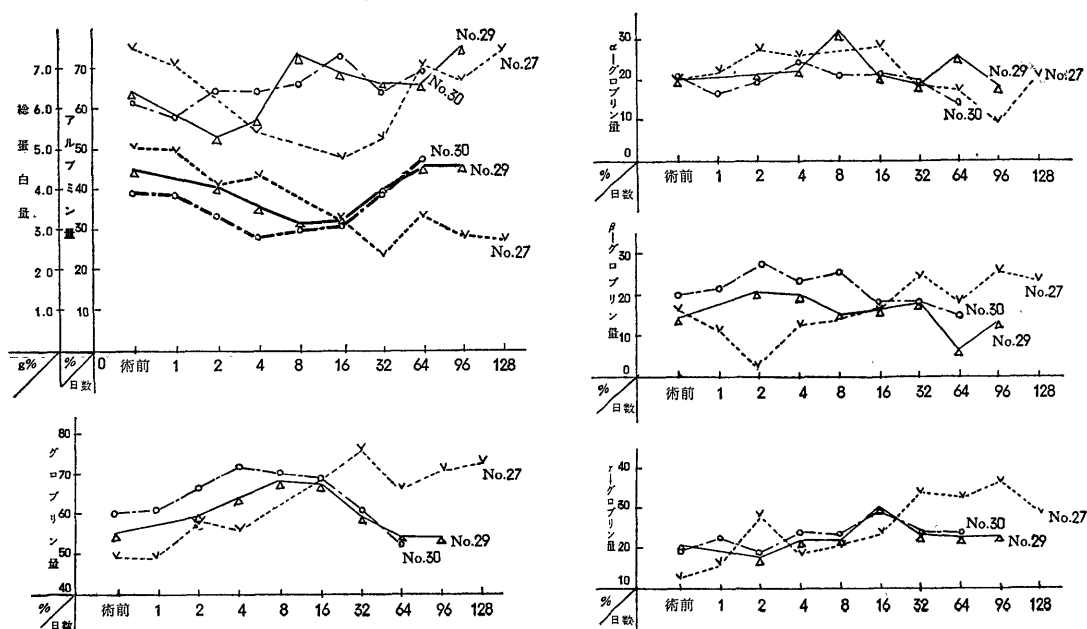 総蛋白量
アルブミン量
7.0
6.0
5.0
4.0
3.0
2.0
1.0
70
60
50
40
30
20
10
0
No.29
No.27
No.30
No.30
No.29
No.27
g% % 日数
術前 1 2 4 8 16 32 64 96 128
グロブリン量
80
70
60
50
40
No.27
No.29
No.30
% 日数
術前 1 2 4 8 16 32 64 96 128
α-グロブリン量
30
20
10
0
No.29
No.27
No.30
% 日数
術前 1 2 4 8 16 32 64 96 128
β-グロブリン量
30
20
10
0
No.27
No.30
No.29
% 日数
術前 1 2 4 8 16 32 64 96 128
γ-グロブリン量
40
30
20
10
No.27
No.30
No.29
% 日数
術前 1 2 4 8 16 32 64 96 128